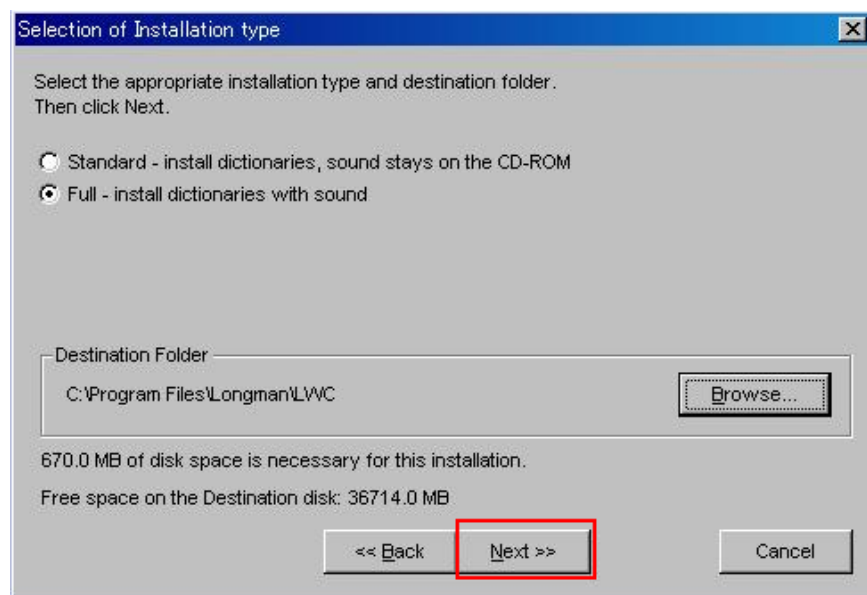 Selection of Installation type
Select the appropriate installation type and destination folder.
Then click Next.
Standard - install dictionaries, sound stays on the CD-ROM
Full - install dictionaries with sound
Destination Folder
C:\Program Files\Longman\LWC
Browse...
670.0 MB of disk space is necessary for this installation.
Free space on the Destination disk: 36714.0 MB
<< Back
Next >>
Cancel